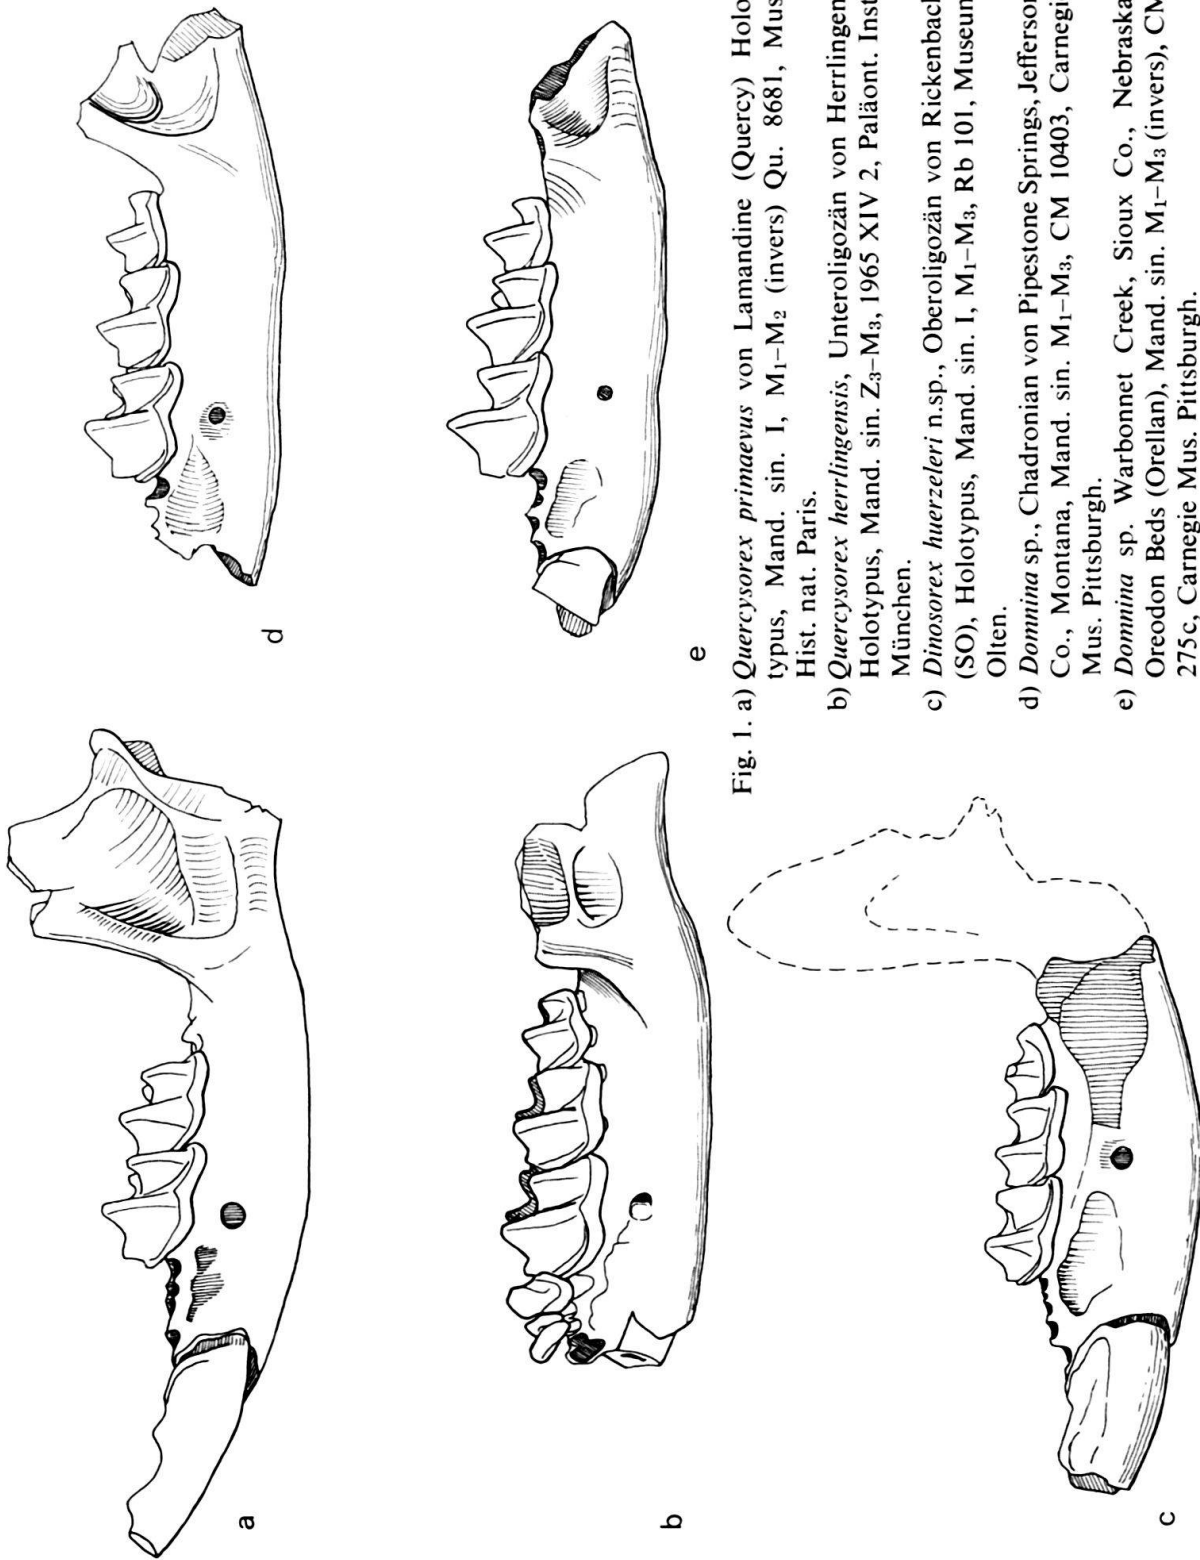 a
b
c
d
e
Fig. 1. a) Quercysorex primaevus von Lamandine (Quercy) Holo-
typus, Mand. sin. I, M₁–M₂ (invers) Qu. 8681, Mus.
Hist. nat. Paris.
b) Quercysorex herrlingensis, Unteroligozän von Herrlingen,
Holotypus, Mand. sin. Z₃–M₃, 1965 XIV 2, Paläont. Inst.
München.
c) Dinosorex huerzeleri n.sp., Oberoligozän von Rickenbach
(SO), Holotypus, Mand. sin. I, M₁–M₃, Rb 101, Museum
Olten.
d) Domnina sp., Chadronian von Pipestone Springs, Jefferson
Co., Montana, Mand. sin. M₁–M₃, CM 10403, Carnegie
Mus. Pittsburgh.
e) Domnina sp. Warbonnet Creek, Sioux Co., Nebraska,
Oreodon Beds (Orellan), Mand. sin. M₁–M₃ (invers), CM
275c, Carnegie Mus. Pittsburgh.